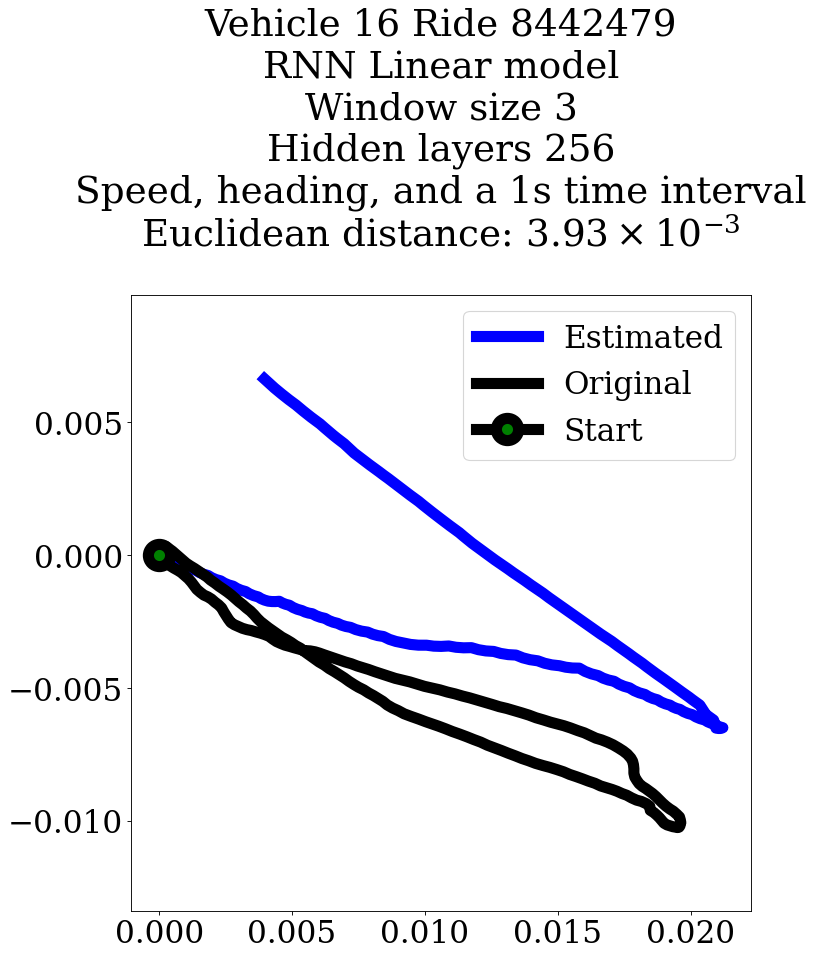 Vehicle 16 Ride 8442479
RNN Linear model
Window size 3
Hidden layers 256
Speed, heading, and a 1s time interval
Euclidean distance: 3.93 × 10⁻³
Estimated
Original
Start
0.005
0.000
−0.005
−0.010
0.000 0.005 0.010 0.015 0.020